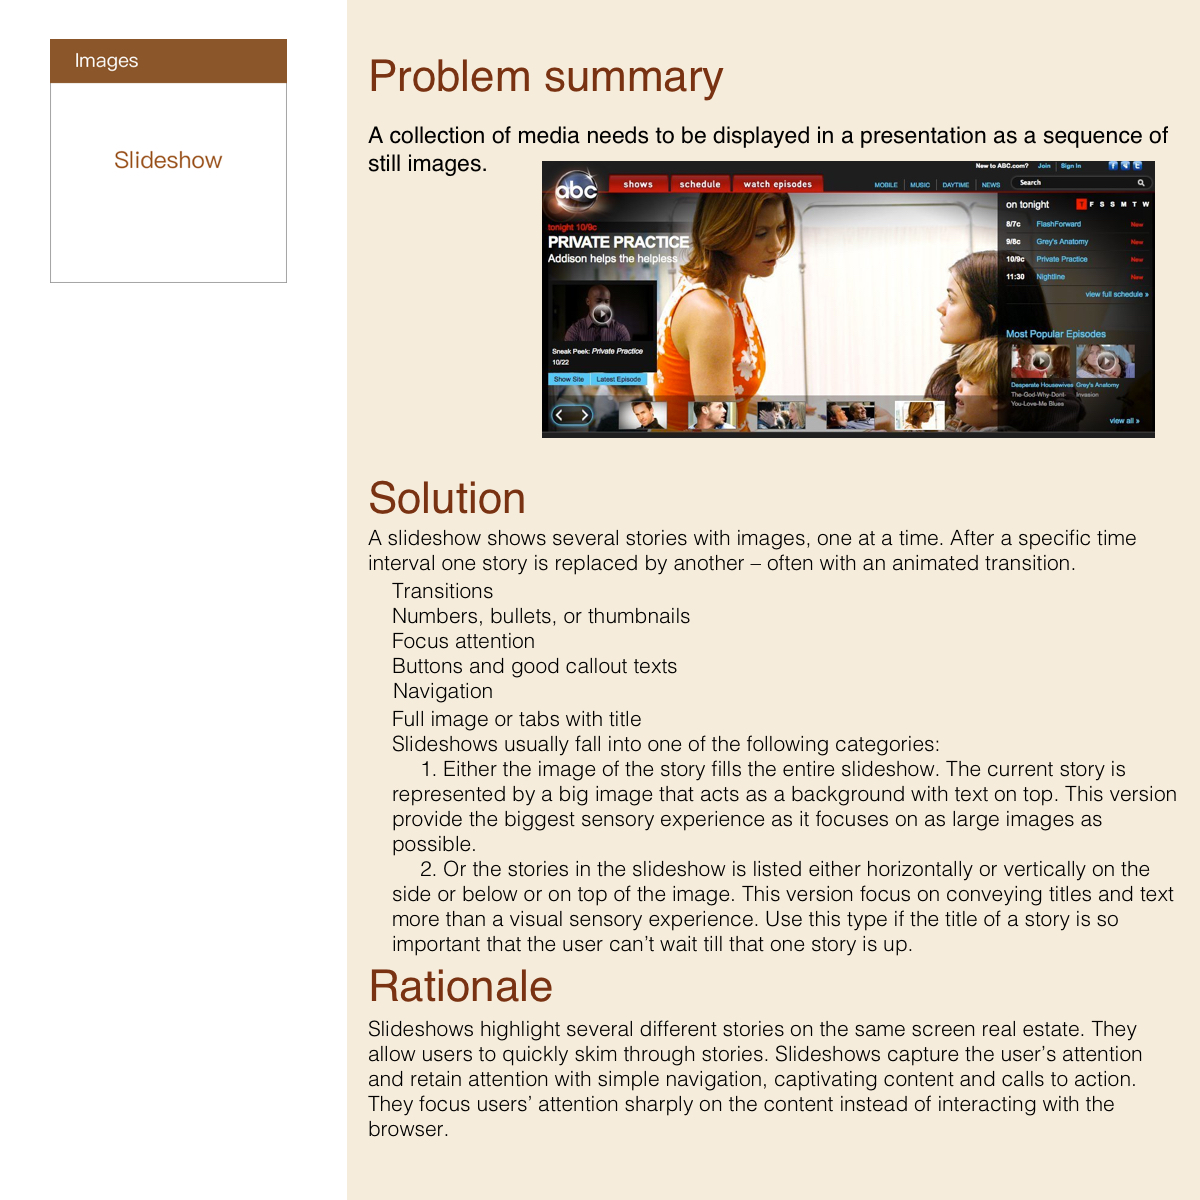 Images
Slideshow
Problem summary
A collection of media needs to be displayed in a presentation as a sequence of
still images.
New to ABC.com? Join Sign In
abc
shows
schedule
watch episodes
MOBILE
MUSIC
DAYTIME
NEWS
Search
tonight 10/9c
PRIVATE PRACTICE
Addison helps the helpless
Sneak Peek: Private Practice
10/22
Show Site
Latest Episode
on tonight T F S S M T W
8/7c FlashForward New
9/8c Grey's Anatomy New
10/9c Private Practice New
11:30 Nightline New
view full schedule »
Most Popular Episodes
Desperate Housewives Grey's Anatomy
The-God-Why-Dont- Invasion
You-Love-Me Blues
view all »
Solution
A slideshow shows several stories with images, one at a time. After a specific time
interval one story is replaced by another – often with an animated transition.
Transitions
Numbers, bullets, or thumbnails
Focus attention
Buttons and good callout texts
Navigation
Full image or tabs with title
Slideshows usually fall into one of the following categories:
1. Either the image of the story fills the entire slideshow. The current story is
represented by a big image that acts as a background with text on top. This version
provide the biggest sensory experience as it focuses on as large images as
possible.
2. Or the stories in the slideshow is listed either horizontally or vertically on the
side or below or on top of the image. This version focus on conveying titles and text
more than a visual sensory experience. Use this type if the title of a story is so
important that the user can’t wait till that one story is up.
Rationale
Slideshows highlight several different stories on the same screen real estate. They
allow users to quickly skim through stories. Slideshows capture the user’s attention
and retain attention with simple navigation, captivating content and calls to action.
They focus users’ attention sharply on the content instead of interacting with the
browser.